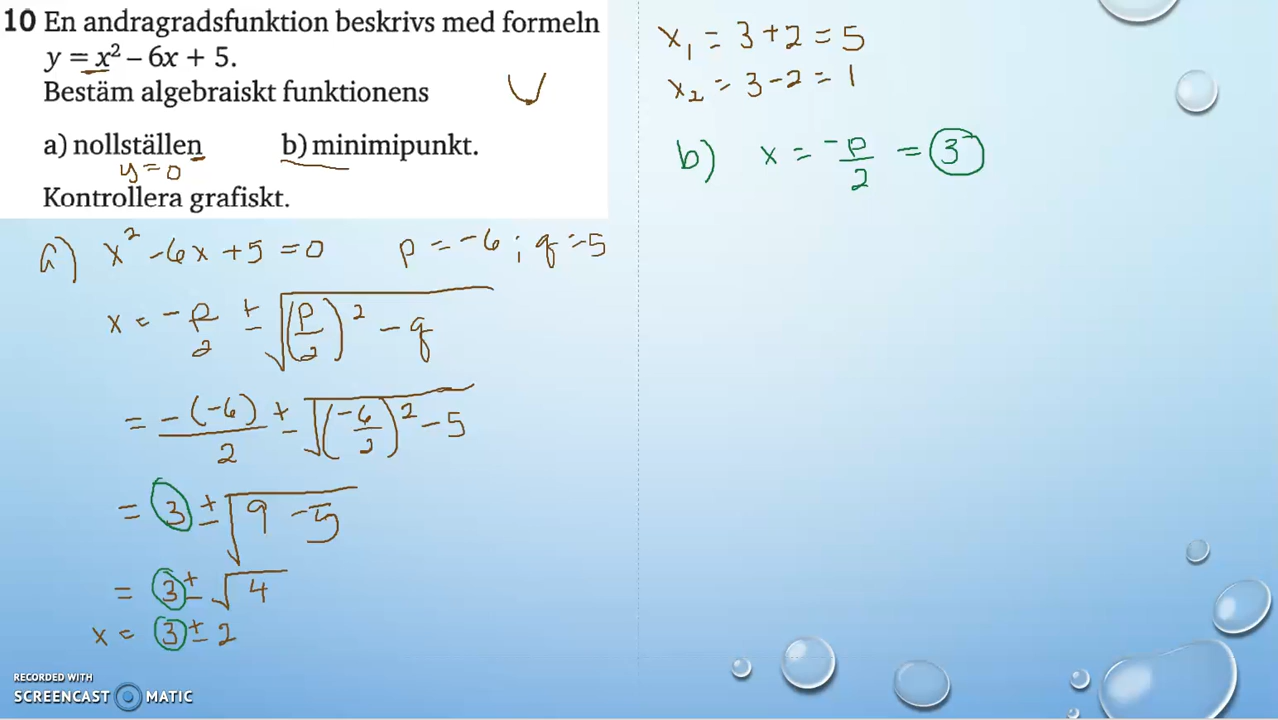 10 En andragradsfunktion beskrivs med formeln
y = x² – 6x + 5.
Bestäm algebraiskt funktionens
a) nollställen b) minimipunkt.
y = 0
Kontrollera grafiskt.
a) x² - 6x + 5 = 0 p = -6 ; q = 5
x = -p/2 ± √((p/2)² - q)
= -(-6)/2 ± √((-6/2)² - 5)
= 3 ± √(9 - 5)
= 3 ± √4
x = 3 ± 2
x₁ = 3 + 2 = 5
x₂ = 3 - 2 = 1
b) x = -p/2 = 3
RECORDED WITH
SCREENCAST MATIC